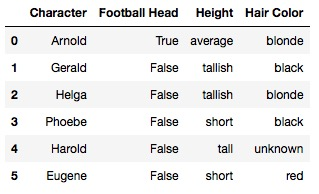 Character Football Head Height Hair Color
0 Arnold True average blonde
1 Gerald False tallish black
2 Helga False tallish blonde
3 Phoebe False short black
4 Harold False tall unknown
5 Eugene False short red